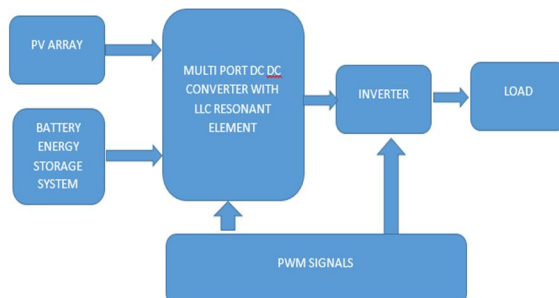 PV ARRAY
MULTI PORT DC DC
CONVERTER WITH
LLC RESONANT
ELEMENT
INVERTER
LOAD
BATTERY
ENERGY
STORAGE
SYSTEM
PWM SIGNALS